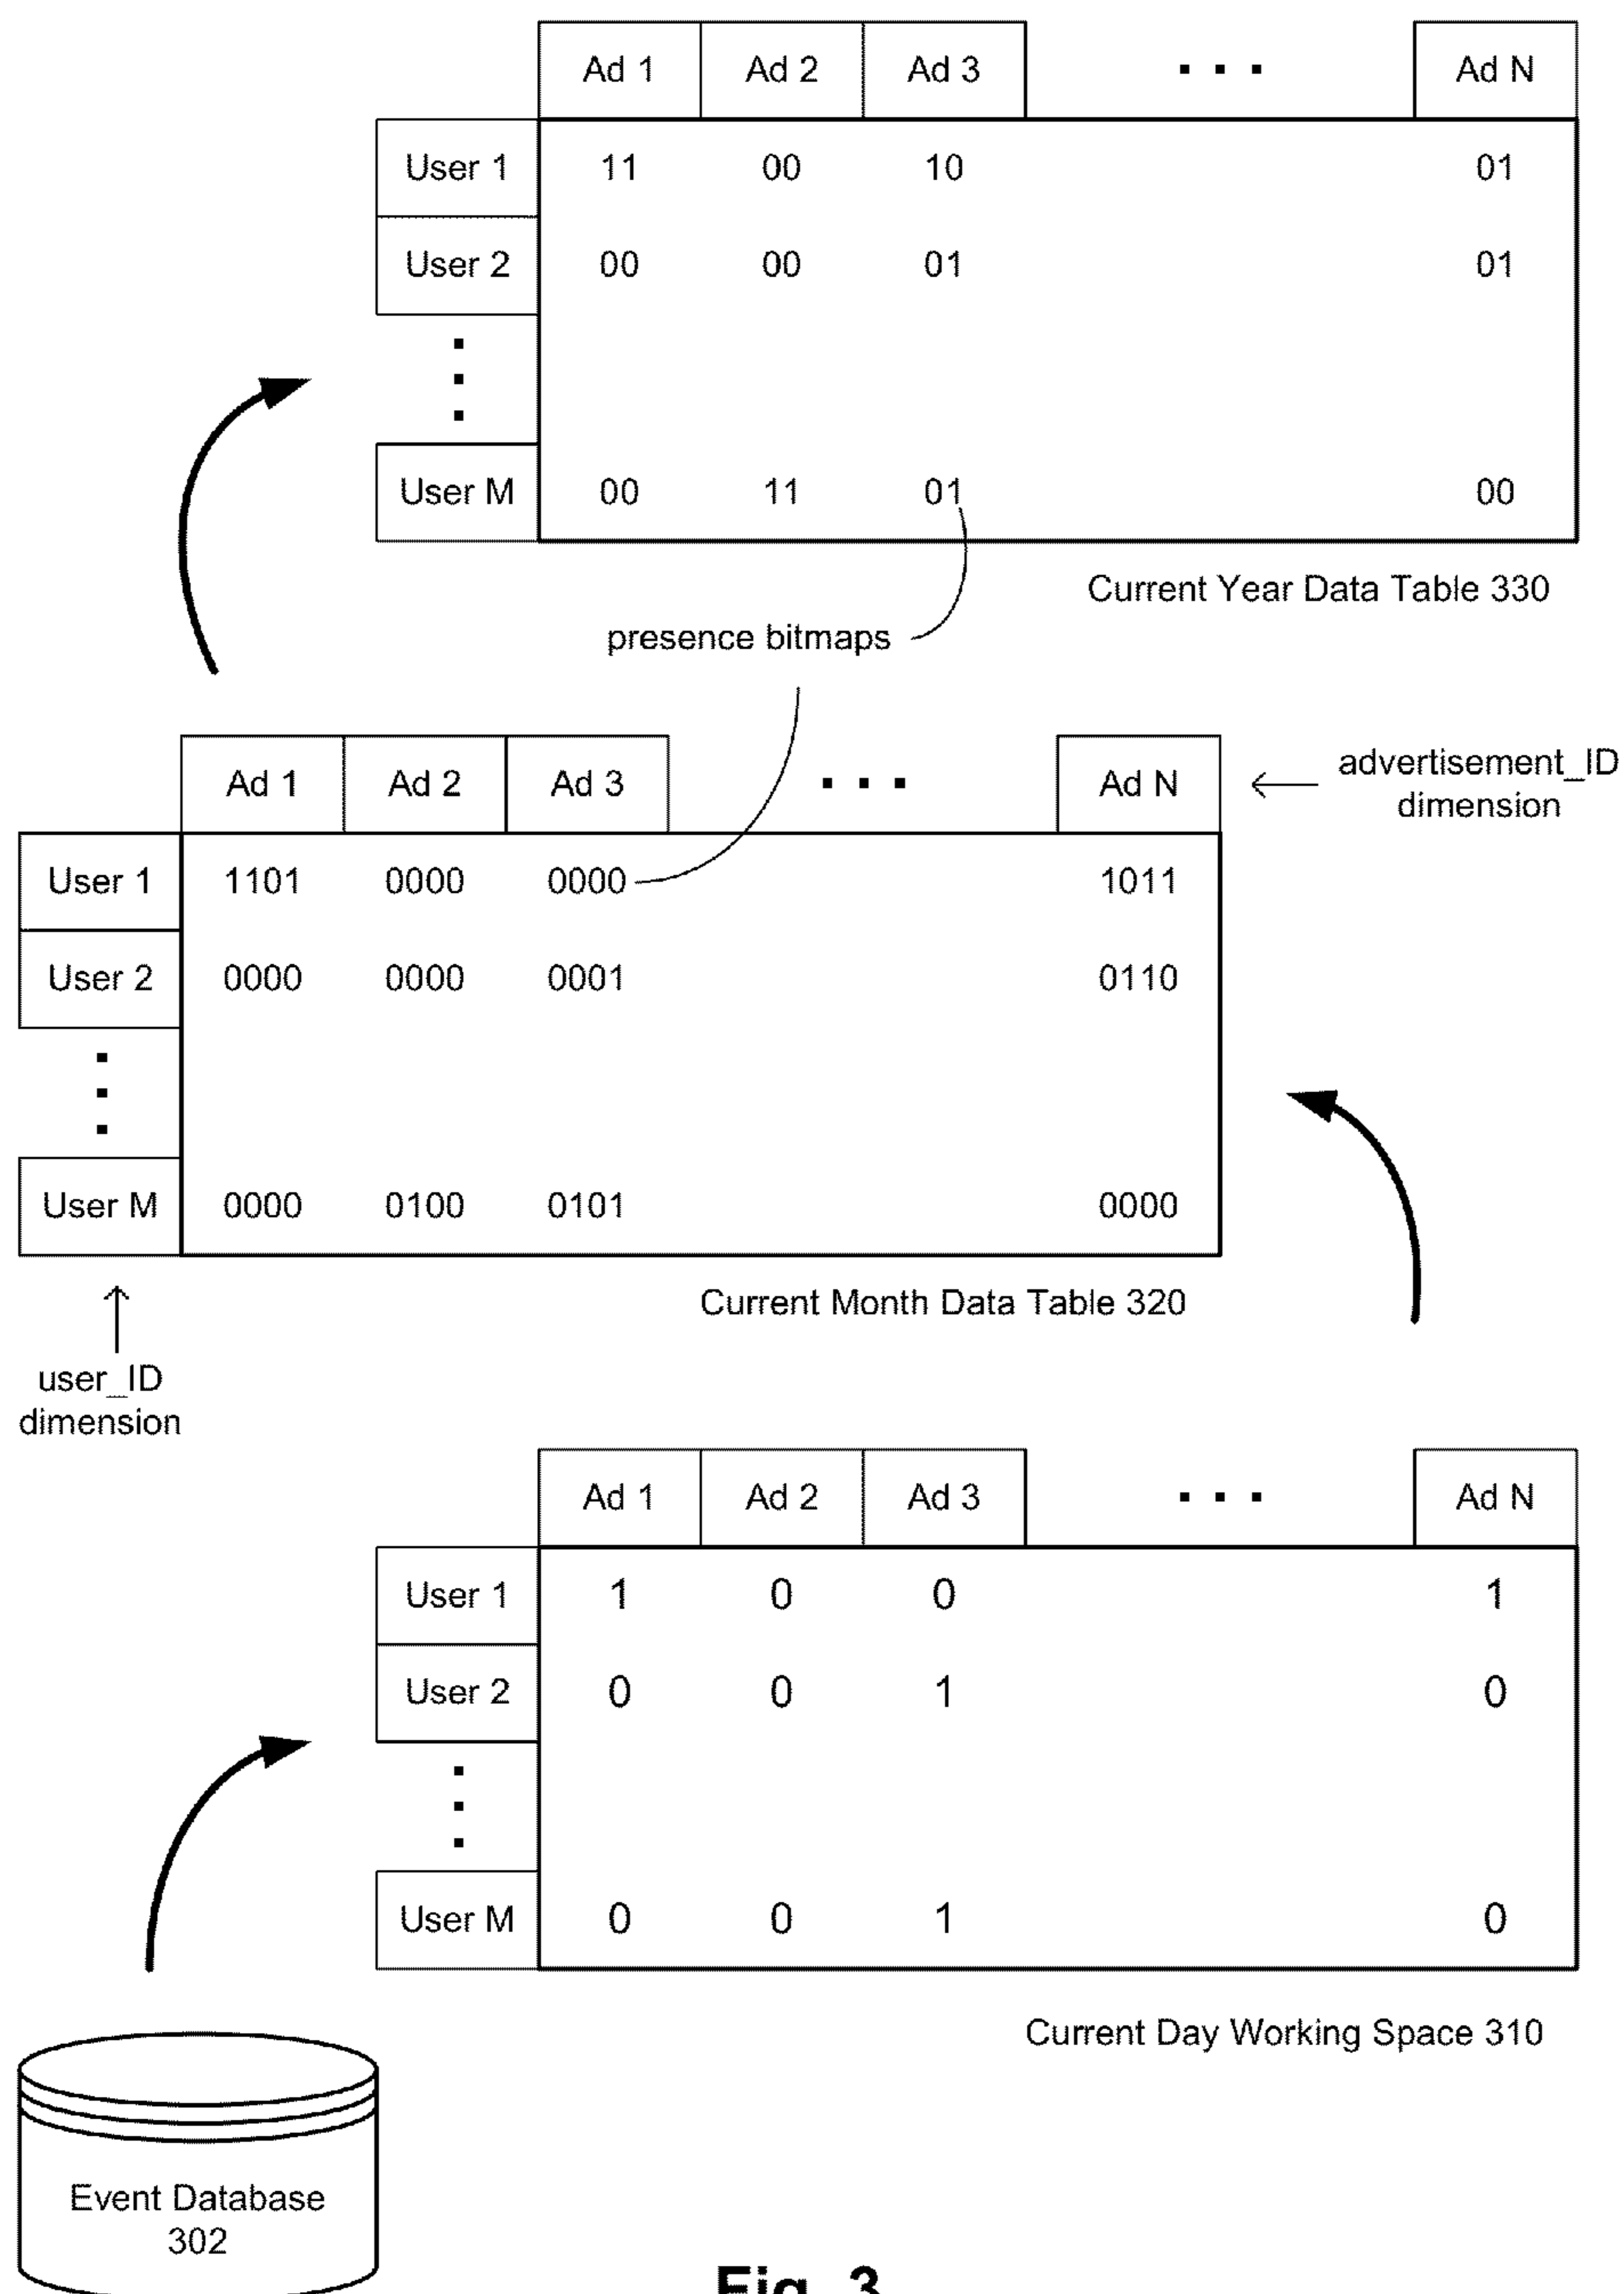 Ad 1 Ad 2 Ad 3 . . . Ad N
User 1 11 00 10 01
User 2 00 00 01 01
User M 00 11 01 00
Current Year Data Table 330
presence bitmaps
Ad 1 Ad 2 Ad 3 . . . Ad N
advertisement_ID
dimension
User 1 1101 0000 0000 1011
User 2 0000 0000 0001 0110
User M 0000 0100 0101 0000
Current Month Data Table 320
user_ID
dimension
Ad 1 Ad 2 Ad 3 . . . Ad N
User 1 1 0 0 1
User 2 0 0 1 0
User M 0 0 1 0
Current Day Working Space 310
Event Database
302
Fig. 3